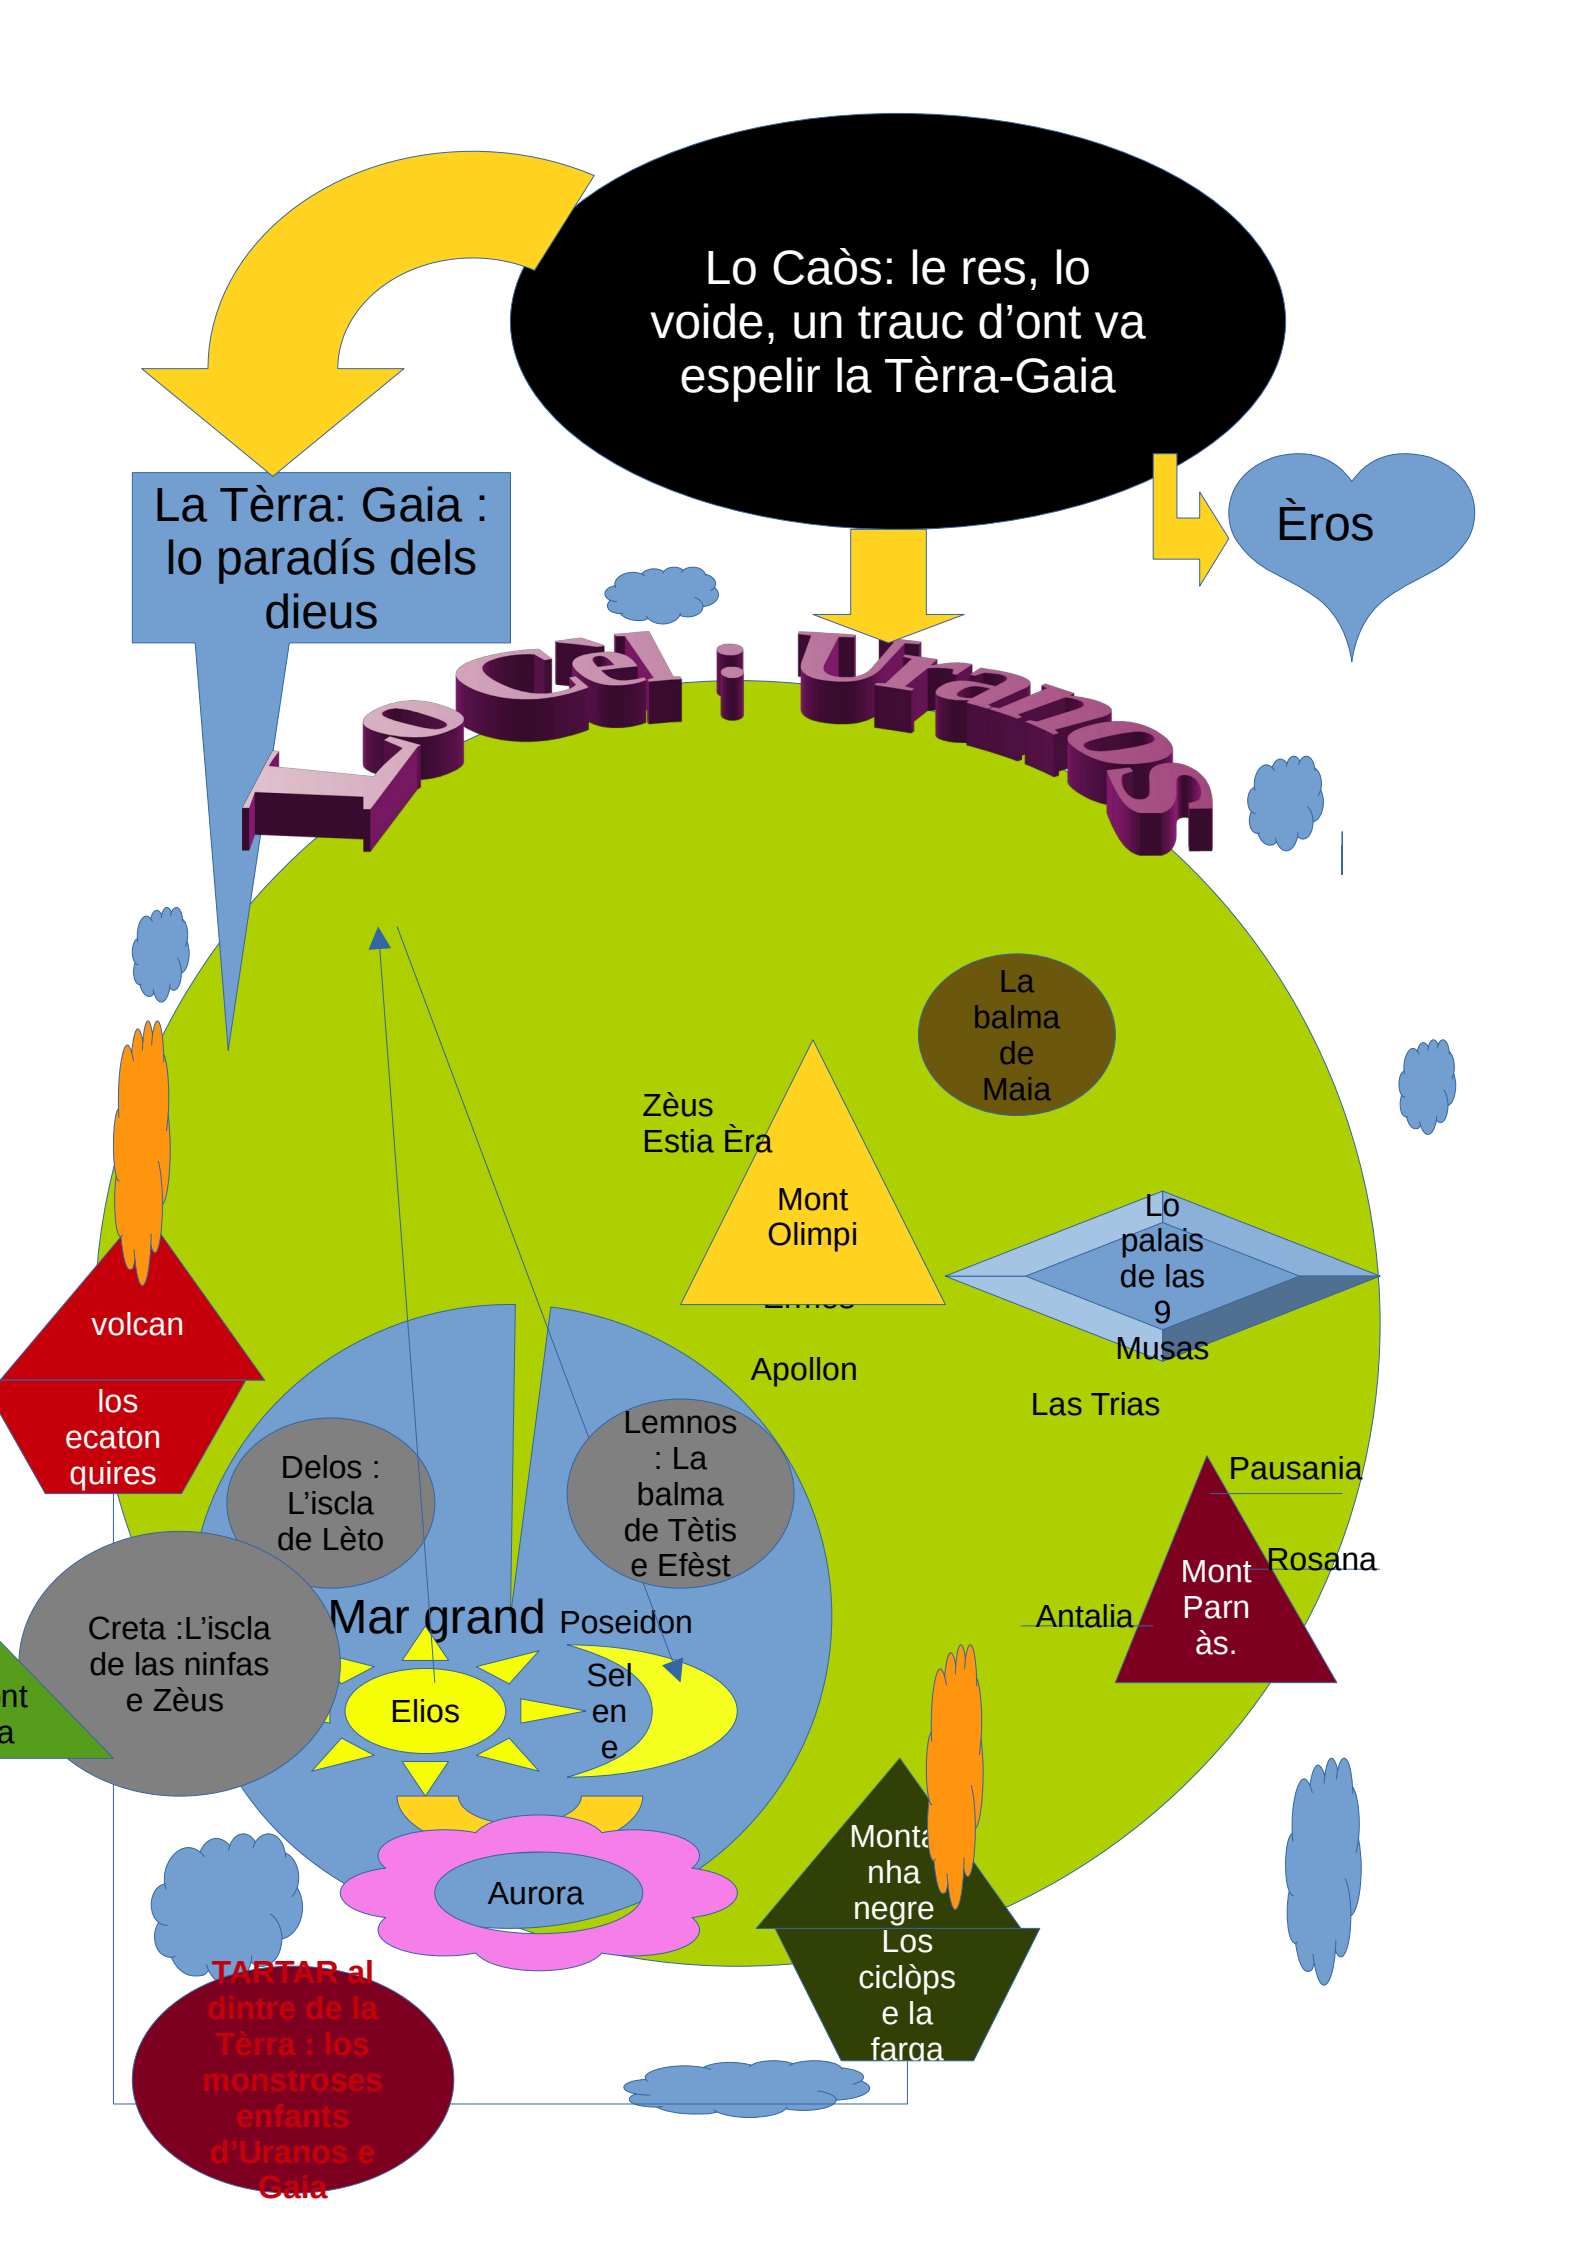 Lo Caòs: le res, lo
voide, un trauc d’ont va
espelir la Tèrra-Gaia
La Tèrra: Gaia :
lo paradís dels
dieus
Èros
Lo Cel i Uranos
La
balma
de
Maia
Zèus
Estia Èra
Mont
Olimpi
Ermès
Apollon
Lo
palais
de las
9
Musas
Las Trias
volcan
los
ecaton
quires
Delos :
L’iscla
de Lèto
Lemnos
: La
balma
de Tètis
e Efèst
Pausania
Rosana
Antalia
Mont
Parn
às.
Creta :L’iscla
de las ninfas
e Zèus
nt
a
Mar grand
Poseidon
Elios
Sel
en
e
Aurora
Monta
nha
negre
Los
ciclòps
e la
farga
TARTAR al
dintre de la
Tèrra : los
monstroses
enfants
d’Uranos e
Gaia